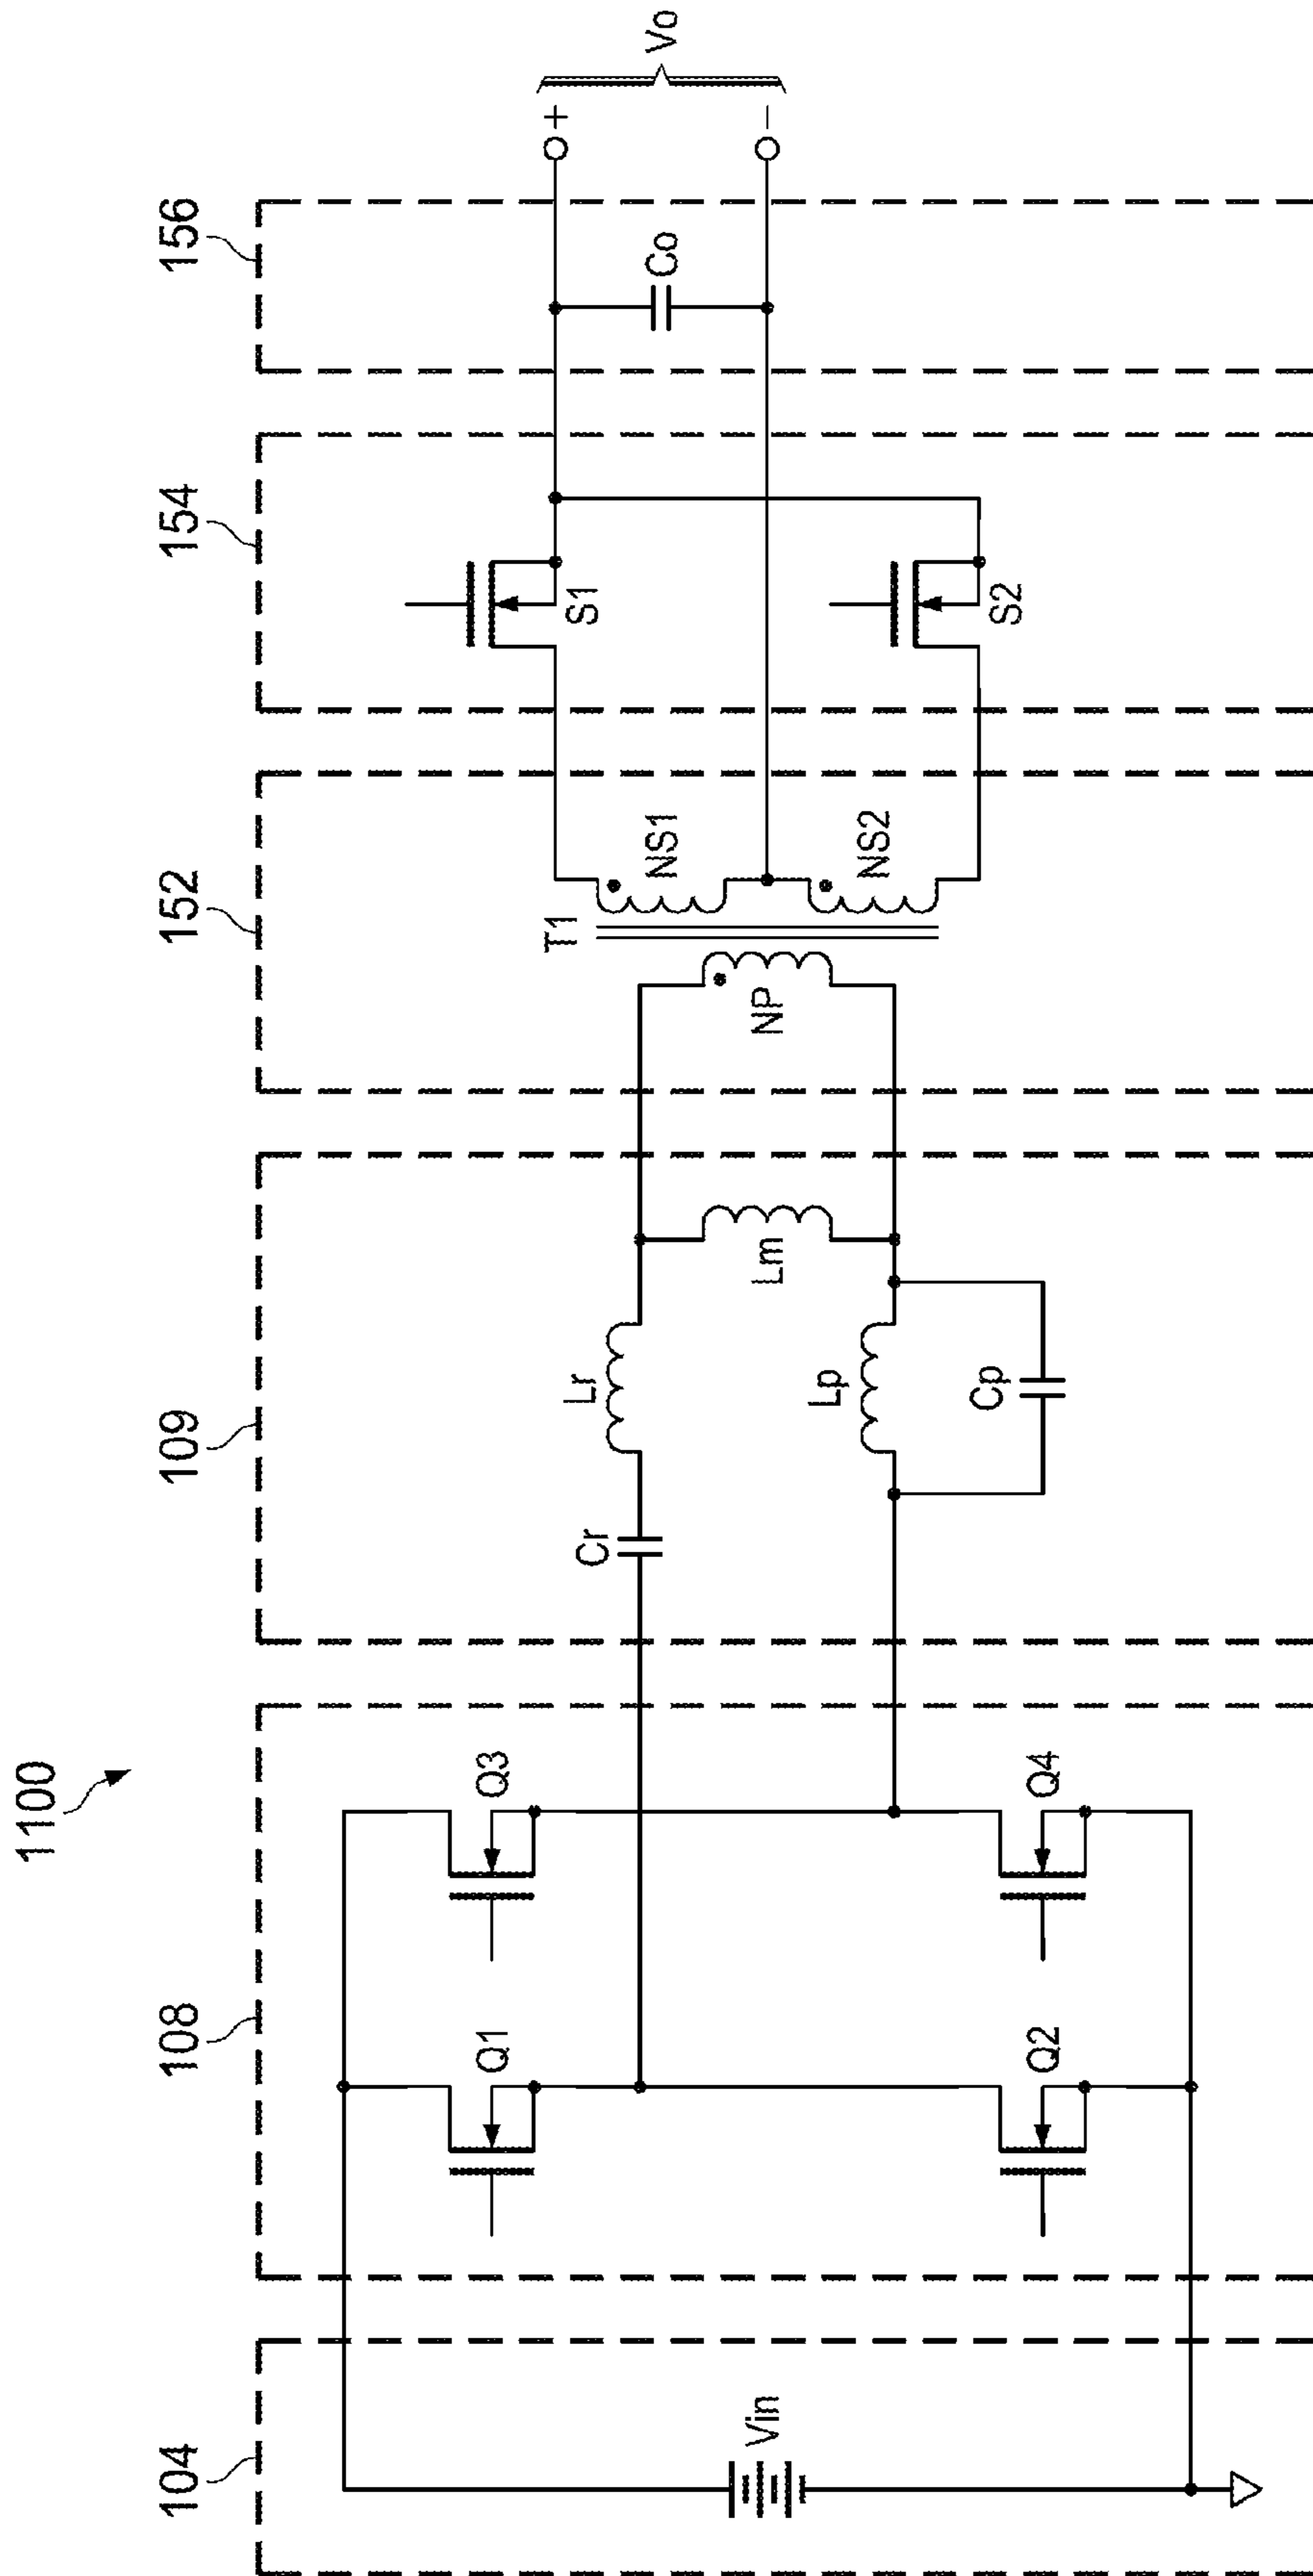 1100
104
108
109
152
154
156
Vin
Q1
Q3
Q2
Q4
Cr
Lr
Lm
Lp
Cp
T1
NP
NS1
NS2
S1
S2
Co
+
−
Vo